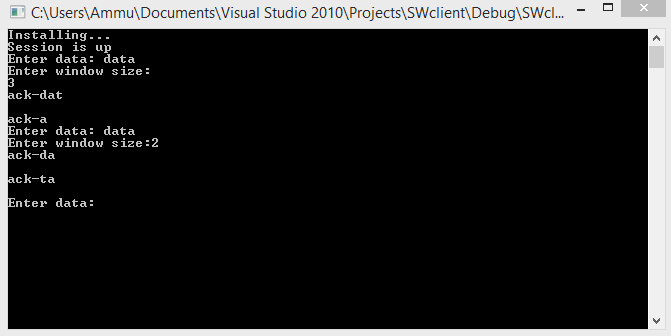 C:\Users\Ammu\Documents\Visual Studio 2010\Projects\SWclient\Debug\SWcl...
Installing...
Session is up
Enter data: data
Enter window size:
3
ack-dat
ack-a
Enter data: data
Enter window size:2
ack-da
ack-ta
Enter data: